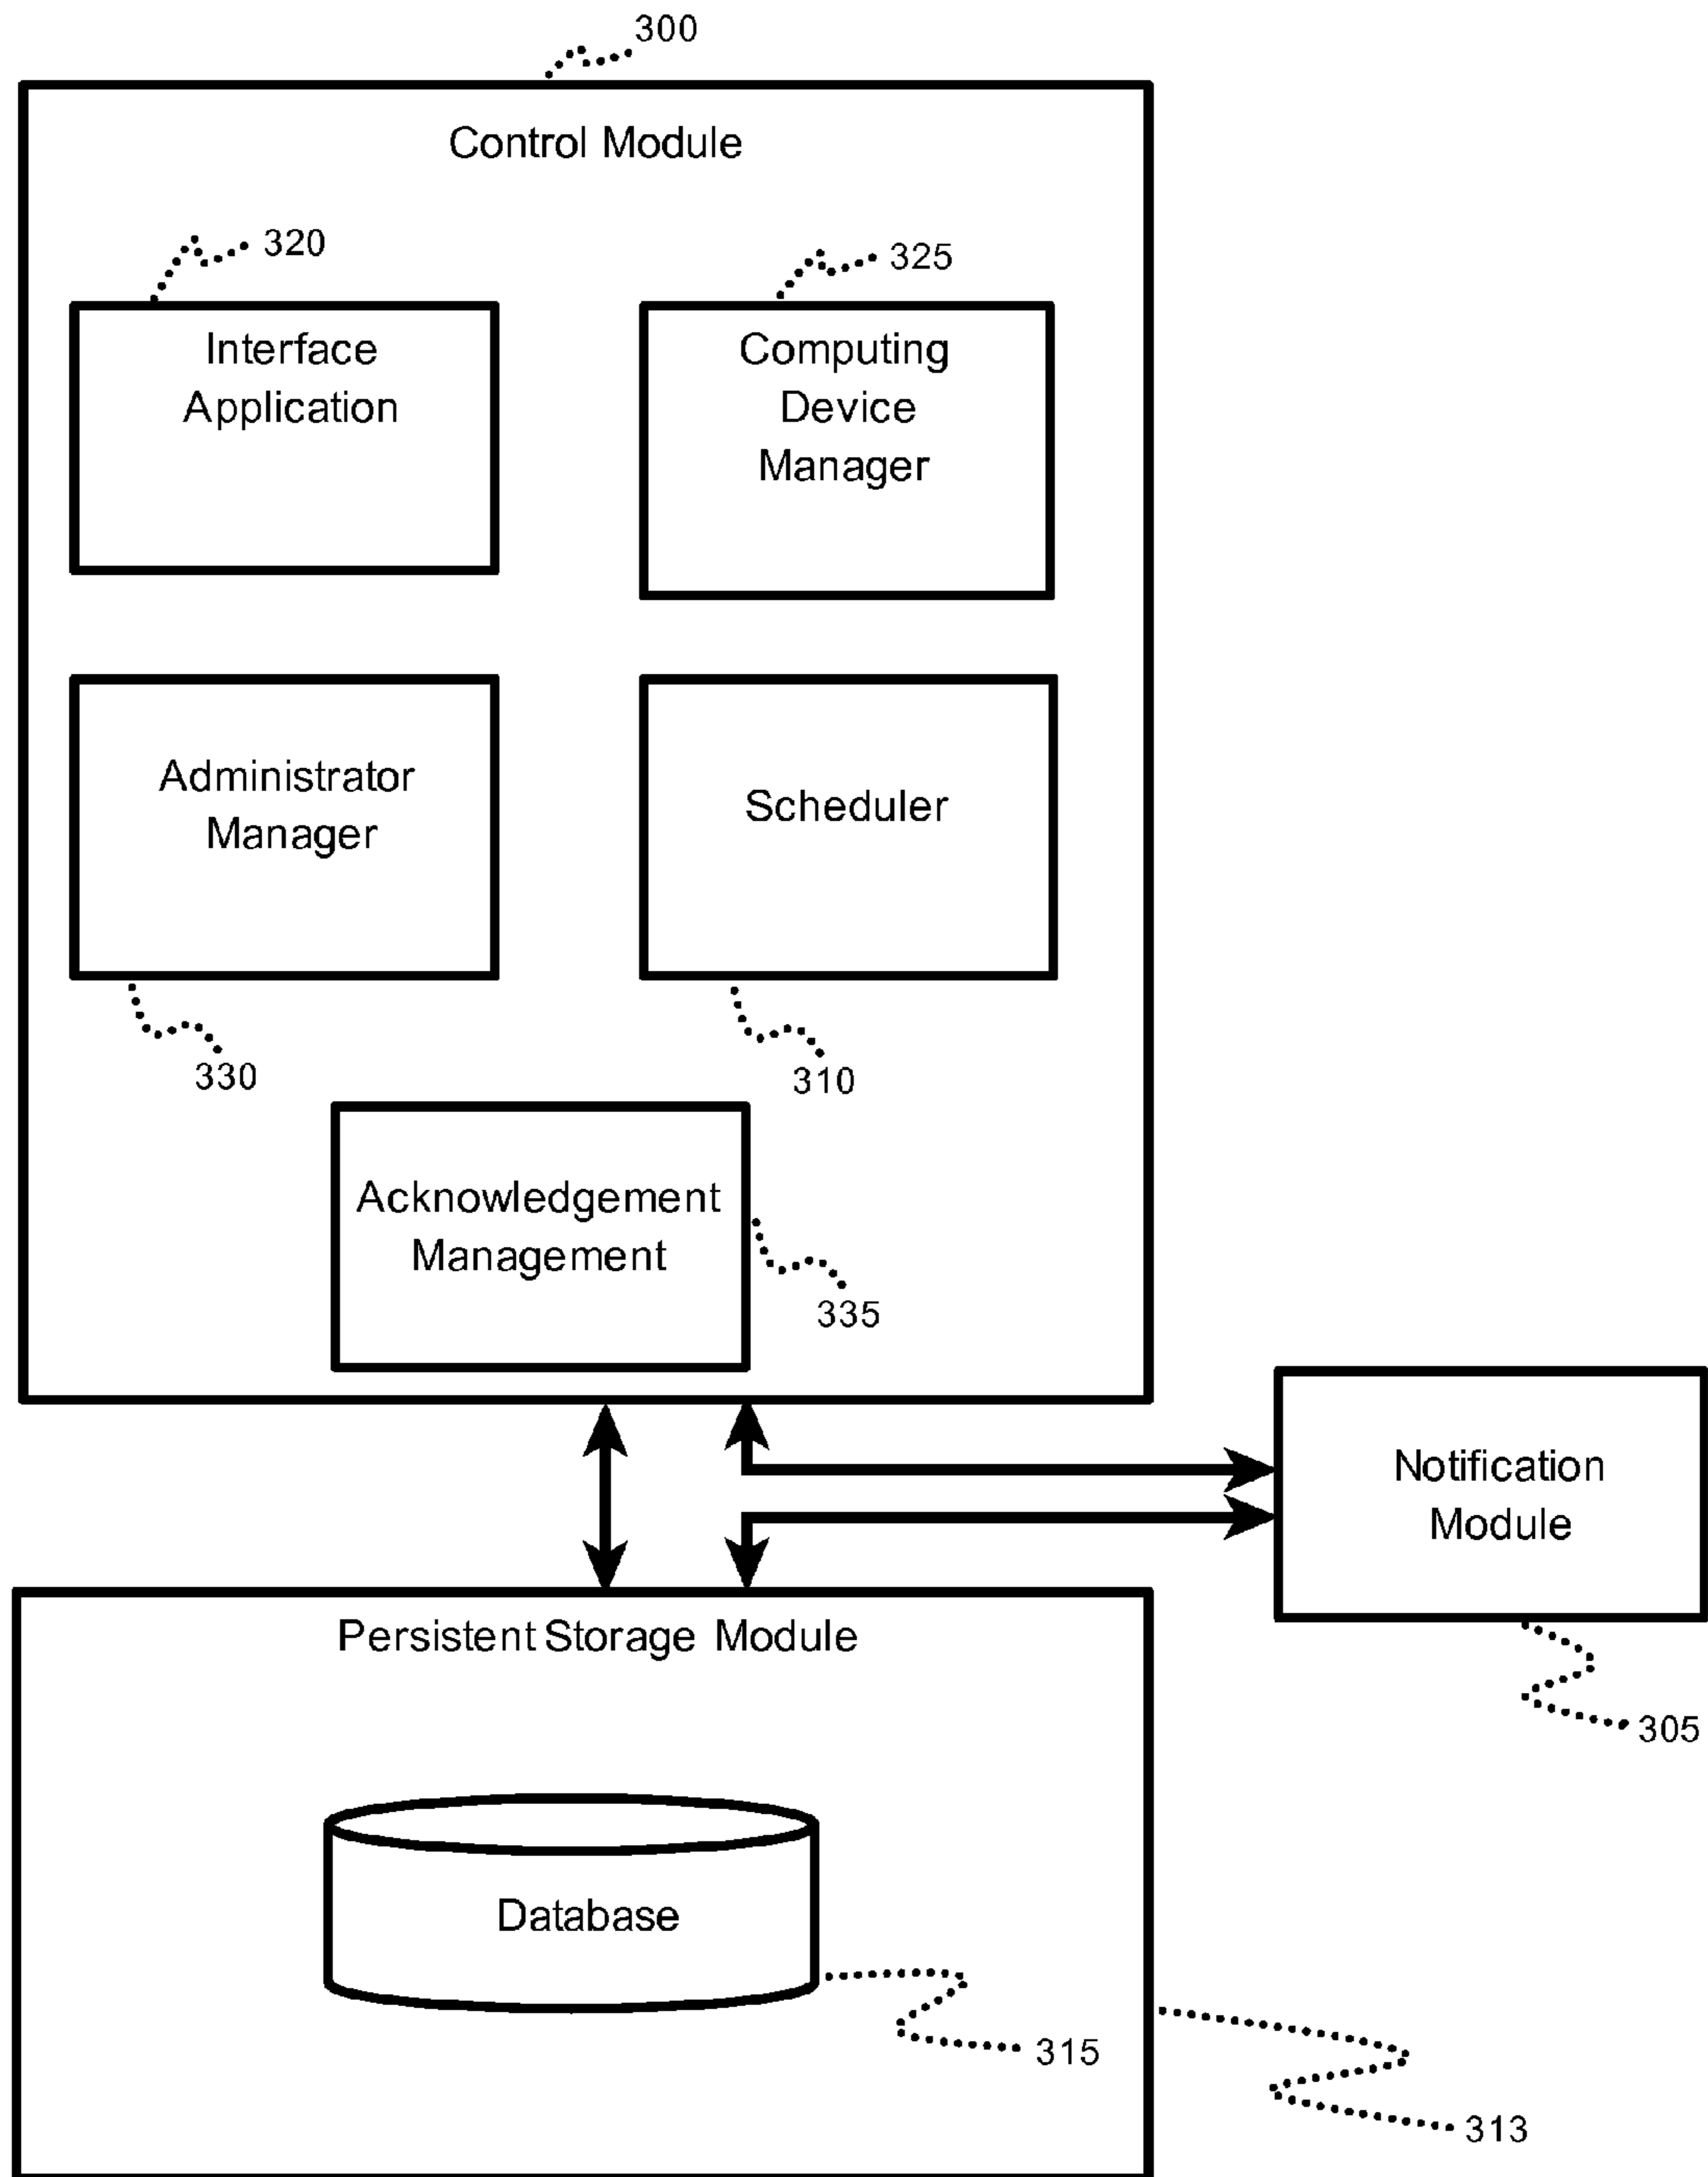 300
Control Module
320
325
Interface
Application
Computing
Device
Manager
Administrator
Manager
Scheduler
330
310
Acknowledgement
Management
335
Notification
Module
305
Persistent Storage Module
Database
315
313